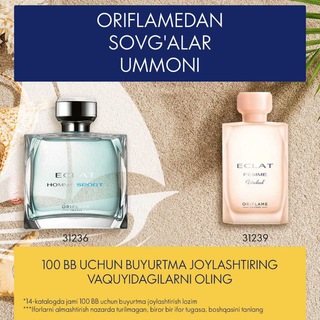 ORIFLAMEDAN
SOVG'ALAR
UMMONI
ECLAT
HOMME SPORT
ORIFLAME
ECLAT
FEMME
Weekend
ORIFLAME
31236
31239
100 BB UCHUN BUYURTMA JOYLASHTIRING
VAQUYIDAGILARNI OLING
*14-katalogda jami 100 BB uchun buyurtma joylashtirish lozim
***Iforlarni almashtirish nazarda tutilmagan, biror bir ifor tugasa, boshqasini tanlang